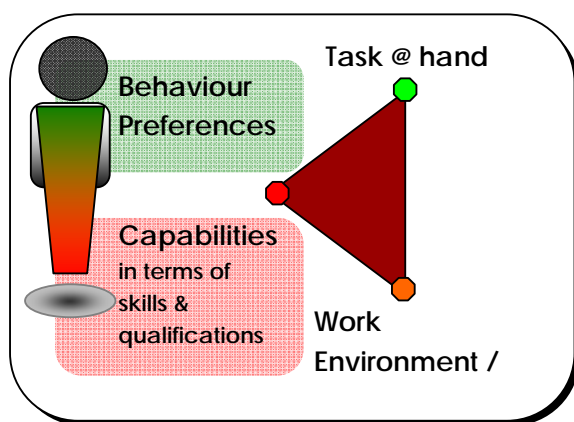 Task @ hand
Behaviour
Preferences
Capabilities
in terms of
skills &
qualifications
Work
Environment /